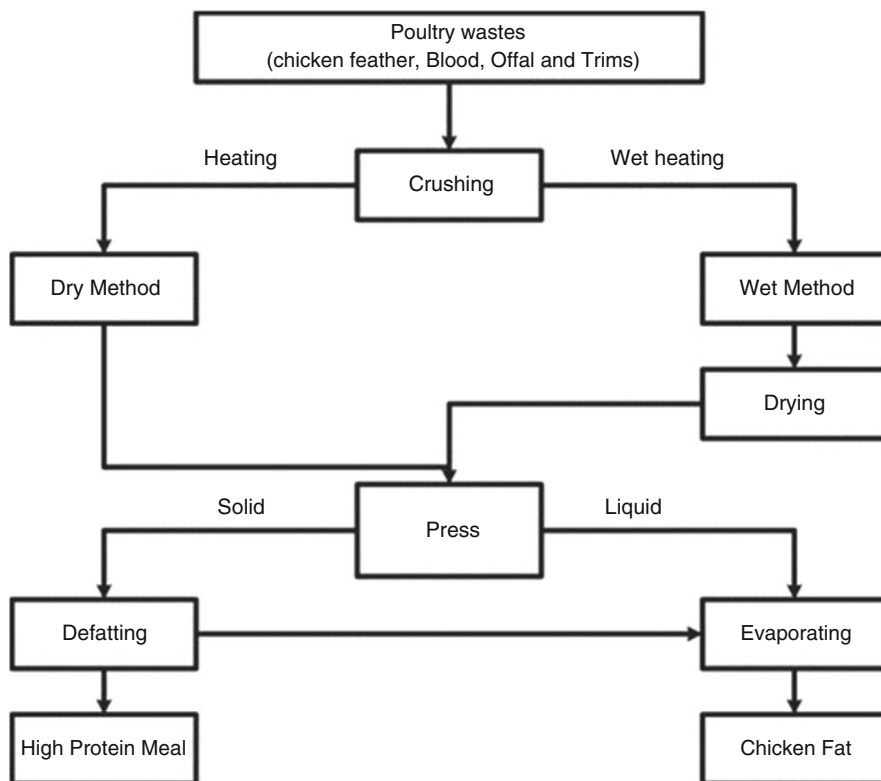 Poultry wastes
(chicken feather, Blood, Offal and Trims)
Heating
Wet heating
Crushing
Dry Method
Wet Method
Drying
Solid
Liquid
Press
Defatting
Evaporating
High Protein Meal
Chicken Fat